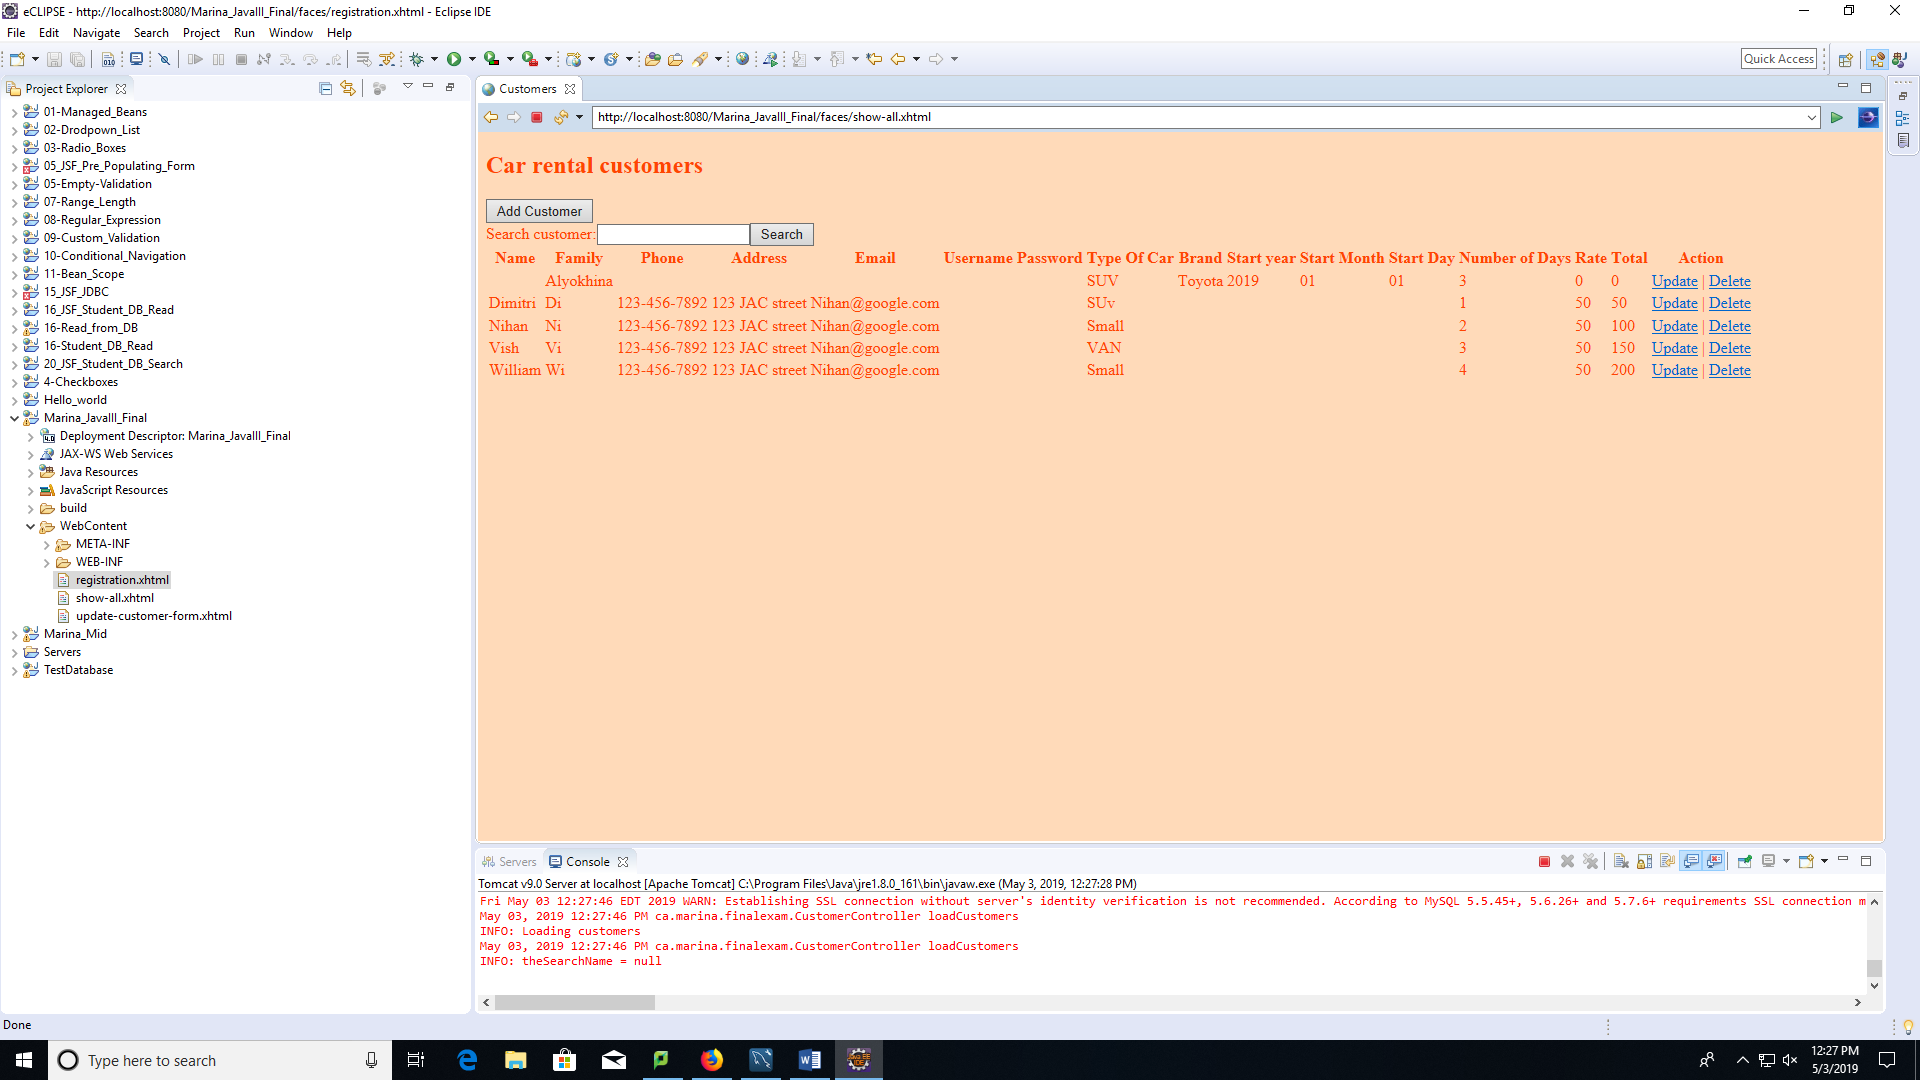 eCLIPSE - http://localhost:8080/Marina_JavaIII_Final/faces/registration.xhtml - Eclipse IDE
File Edit Navigate Search Project Run Window Help
Quick Access
Project Explorer
01-Managed_Beans
02-Drodpown_List
03-Radio_Boxes
05_JSF_Pre_Populating_Form
05-Empty-Validation
07-Range_Length
08-Regular_Expression
09-Custom_Validation
10-Conditional_Navigation
11-Bean_Scope
15_JSF_JDBC
16_JSF_Student_DB_Read
16-Read_from_DB
16-Student_DB_Read
20_JSF_Student_DB_Search
4-Checkboxes
Hello_world
Marina_JavaIII_Final
Deployment Descriptor: Marina_JavaIII_Final
JAX-WS Web Services
Java Resources
JavaScript Resources
build
WebContent
META-INF
WEB-INF
registration.xhtml
show-all.xhtml
update-customer-form.xhtml
Marina_Mid
Servers
TestDatabase
Customers
http://localhost:8080/Marina_JavaIII_Final/faces/show-all.xhtml
Car rental customers
Add Customer
Search customer: Search
Name Family Phone Address Email Username Password Type Of Car Brand Start year Start Month Start Day Number of Days Rate Total Action
Alyokhina SUV Toyota 2019 01 01 3 0 0 Update | Delete
Dimitri Di 123-456-7892 123 JAC street Nihan@google.com SUv 1 50 50 Update | Delete
Nihan Ni 123-456-7892 123 JAC street Nihan@google.com Small 2 50 100 Update | Delete
Vish Vi 123-456-7892 123 JAC street Nihan@google.com VAN 3 50 150 Update | Delete
William Wi 123-456-7892 123 JAC street Nihan@google.com Small 4 50 200 Update | Delete
Servers Console
Tomcat v9.0 Server at localhost [Apache Tomcat] C:\Program Files\Java\jre1.8.0_161\bin\javaw.exe (May 3, 2019, 12:27:28 PM)
Fri May 03 12:27:46 EDT 2019 WARN: Establishing SSL connection without server's identity verification is not recommended. According to MySQL 5.5.45+, 5.6.26+ and 5.7.6+ requirements SSL connection m
May 03, 2019 12:27:46 PM ca.marina.finalexam.CustomerController loadCustomers
INFO: Loading customers
May 03, 2019 12:27:46 PM ca.marina.finalexam.CustomerController loadCustomers
INFO: theSearchName = null
Done
Type here to search
12:27 PM
5/3/2019